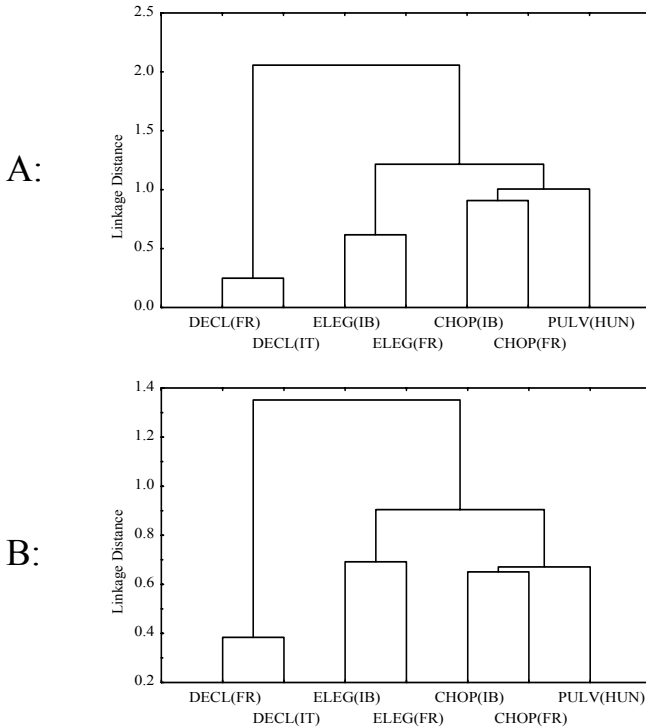 A:
Linkage Distance
2.5
2.0
1.5
1.0
0.5
0.0
DECL(FR) ELEG(IB) CHOP(IB) PULV(HUN)
DECL(IT) ELEG(FR) CHOP(FR)
B:
Linkage Distance
1.4
1.2
1.0
0.8
0.6
0.4
0.2
DECL(FR) ELEG(IB) CHOP(IB) PULV(HUN)
DECL(IT) ELEG(FR) CHOP(FR)